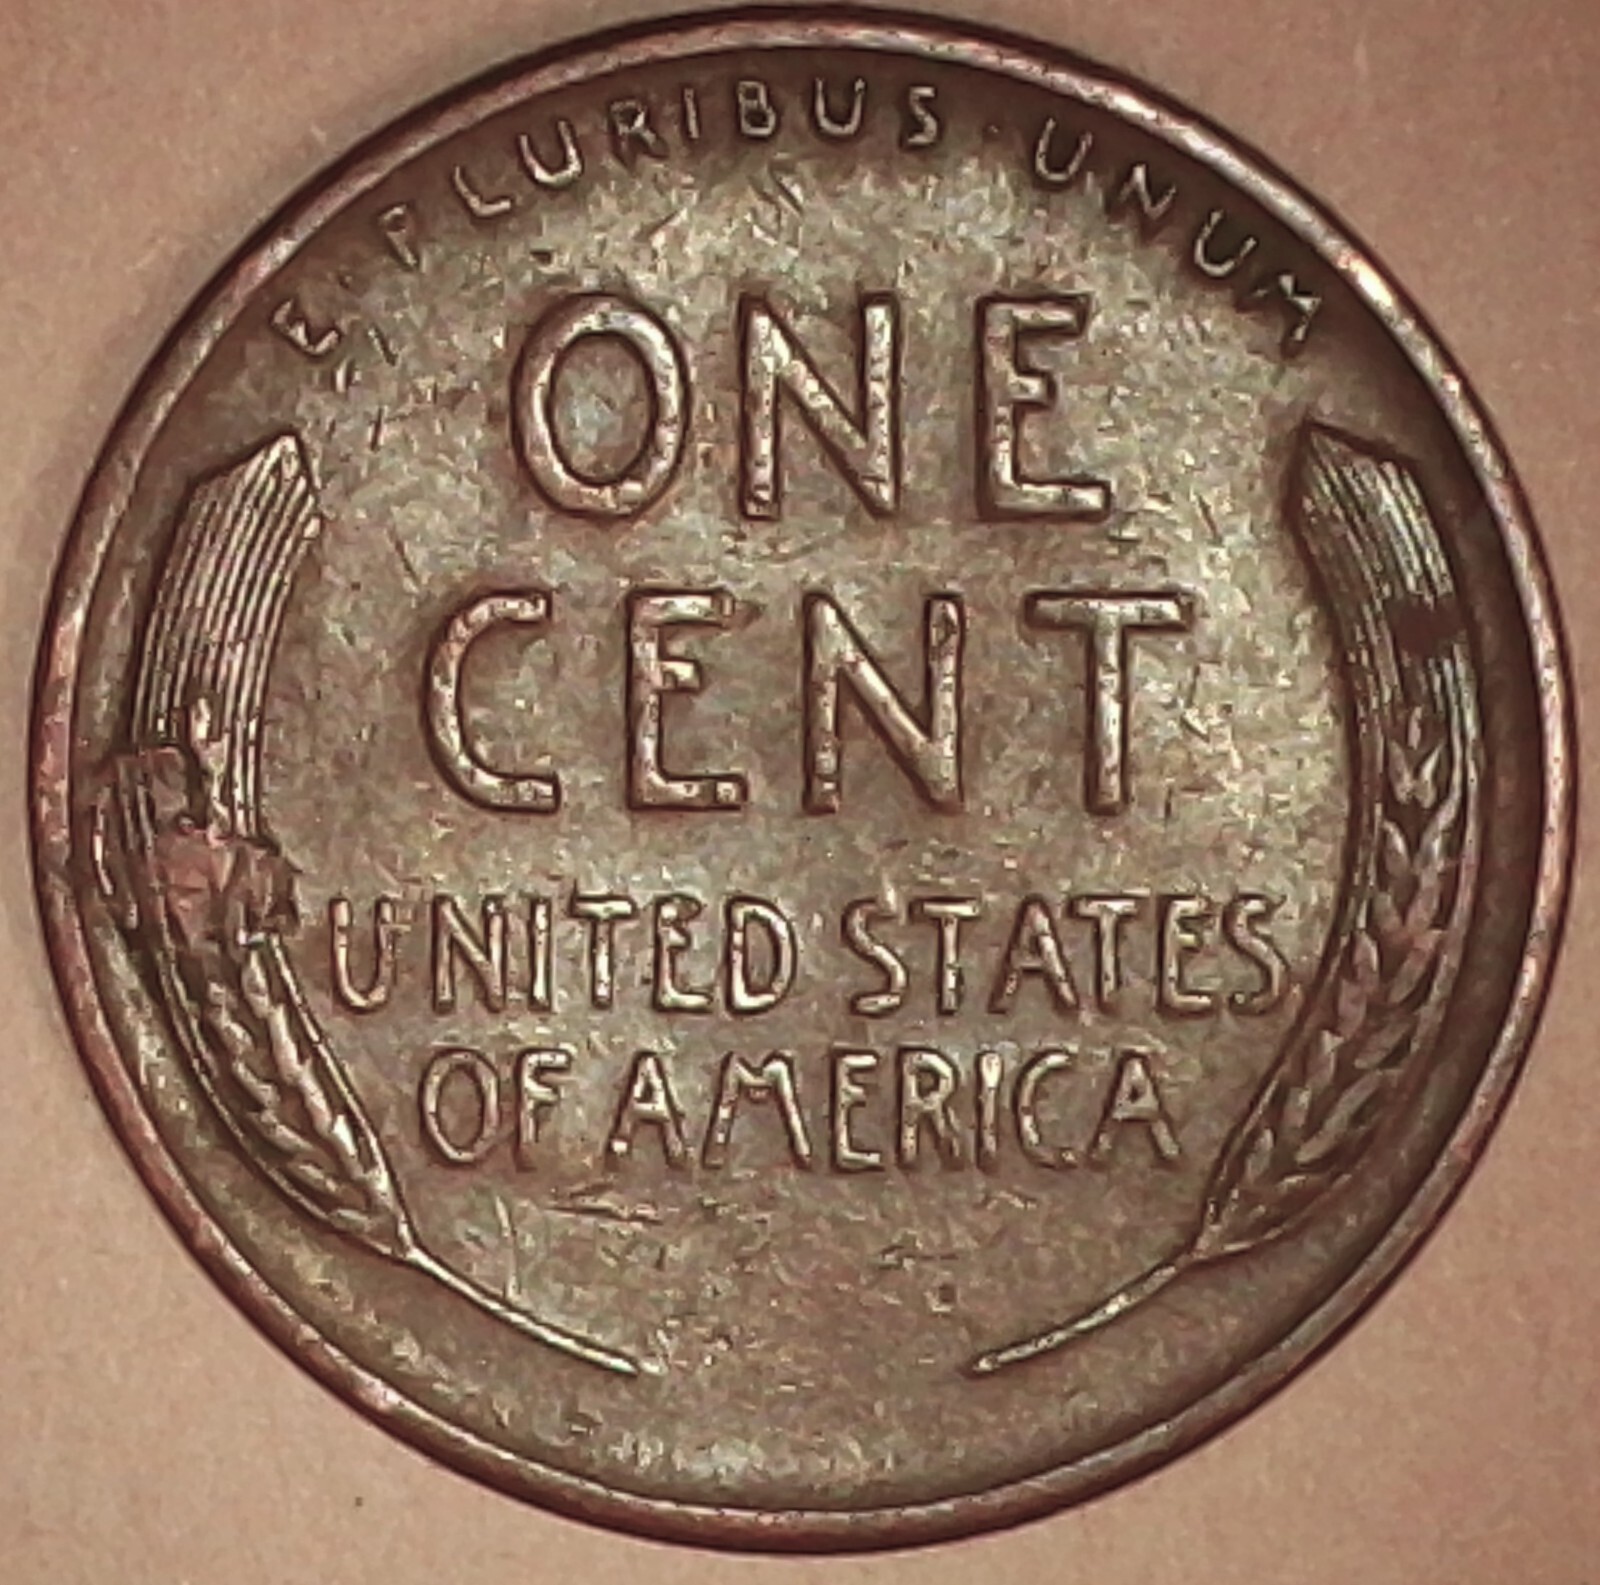 E·PLURIBUS·UNUM
ONE
CENT
UNITED STATES
OF AMERICA